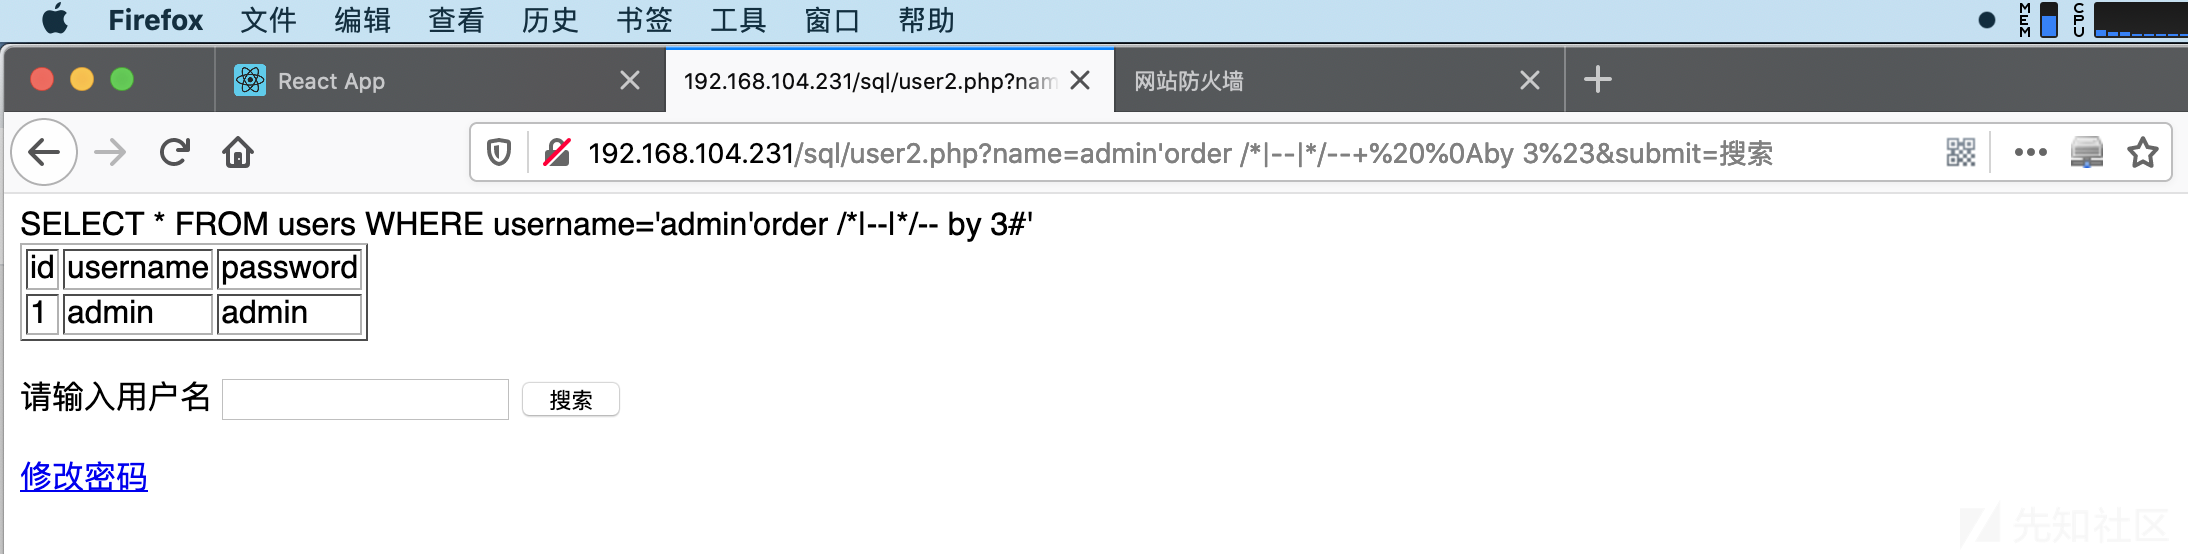 Firefox 文件 编辑 查看 历史 书签 工具 窗口 帮助 MEM CPU
React App 192.168.104.231/sql/user2.php?nam 网站防火墙
192.168.104.231/sql/user2.php?name=admin'order /*|--|*/--+%20%0Aby 3%23&submit=搜索
SELECT * FROM users WHERE username='admin'order /*|--|*/-- by 3#'
id username password
1 admin admin
请输入用户名 搜索
修改密码
先知社区